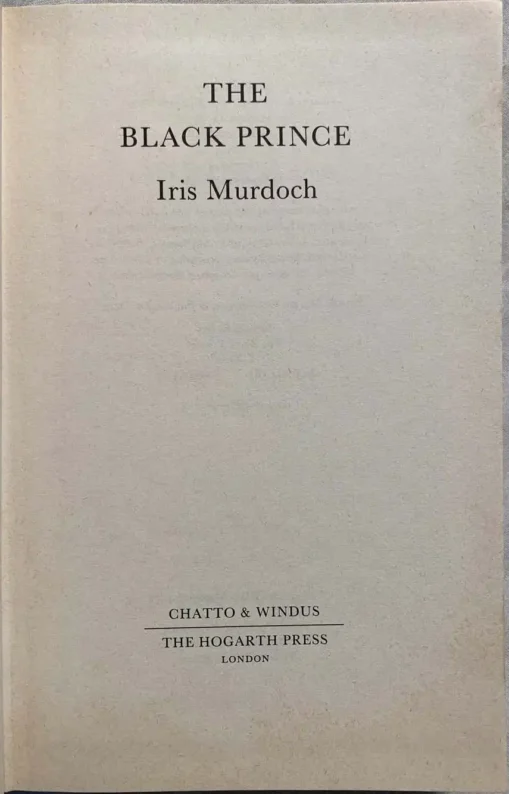 THE
BLACK PRINCE
Iris Murdoch
CHATTO & WINDUS
THE HOGARTH PRESS
LONDON